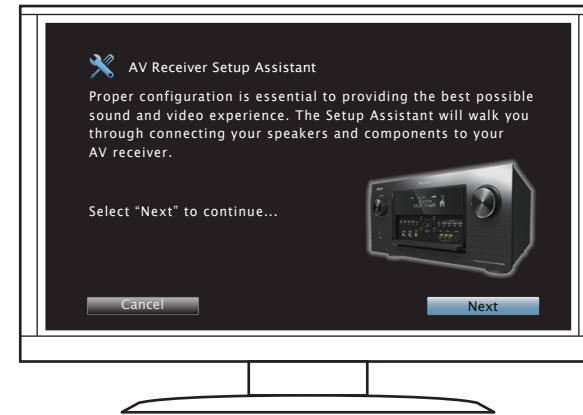 AV Receiver Setup Assistant
Proper configuration is essential to providing the best possible
sound and video experience. The Setup Assistant will walk you
through connecting your speakers and components to your
AV receiver.
Select “Next” to continue...
Cancel
Next